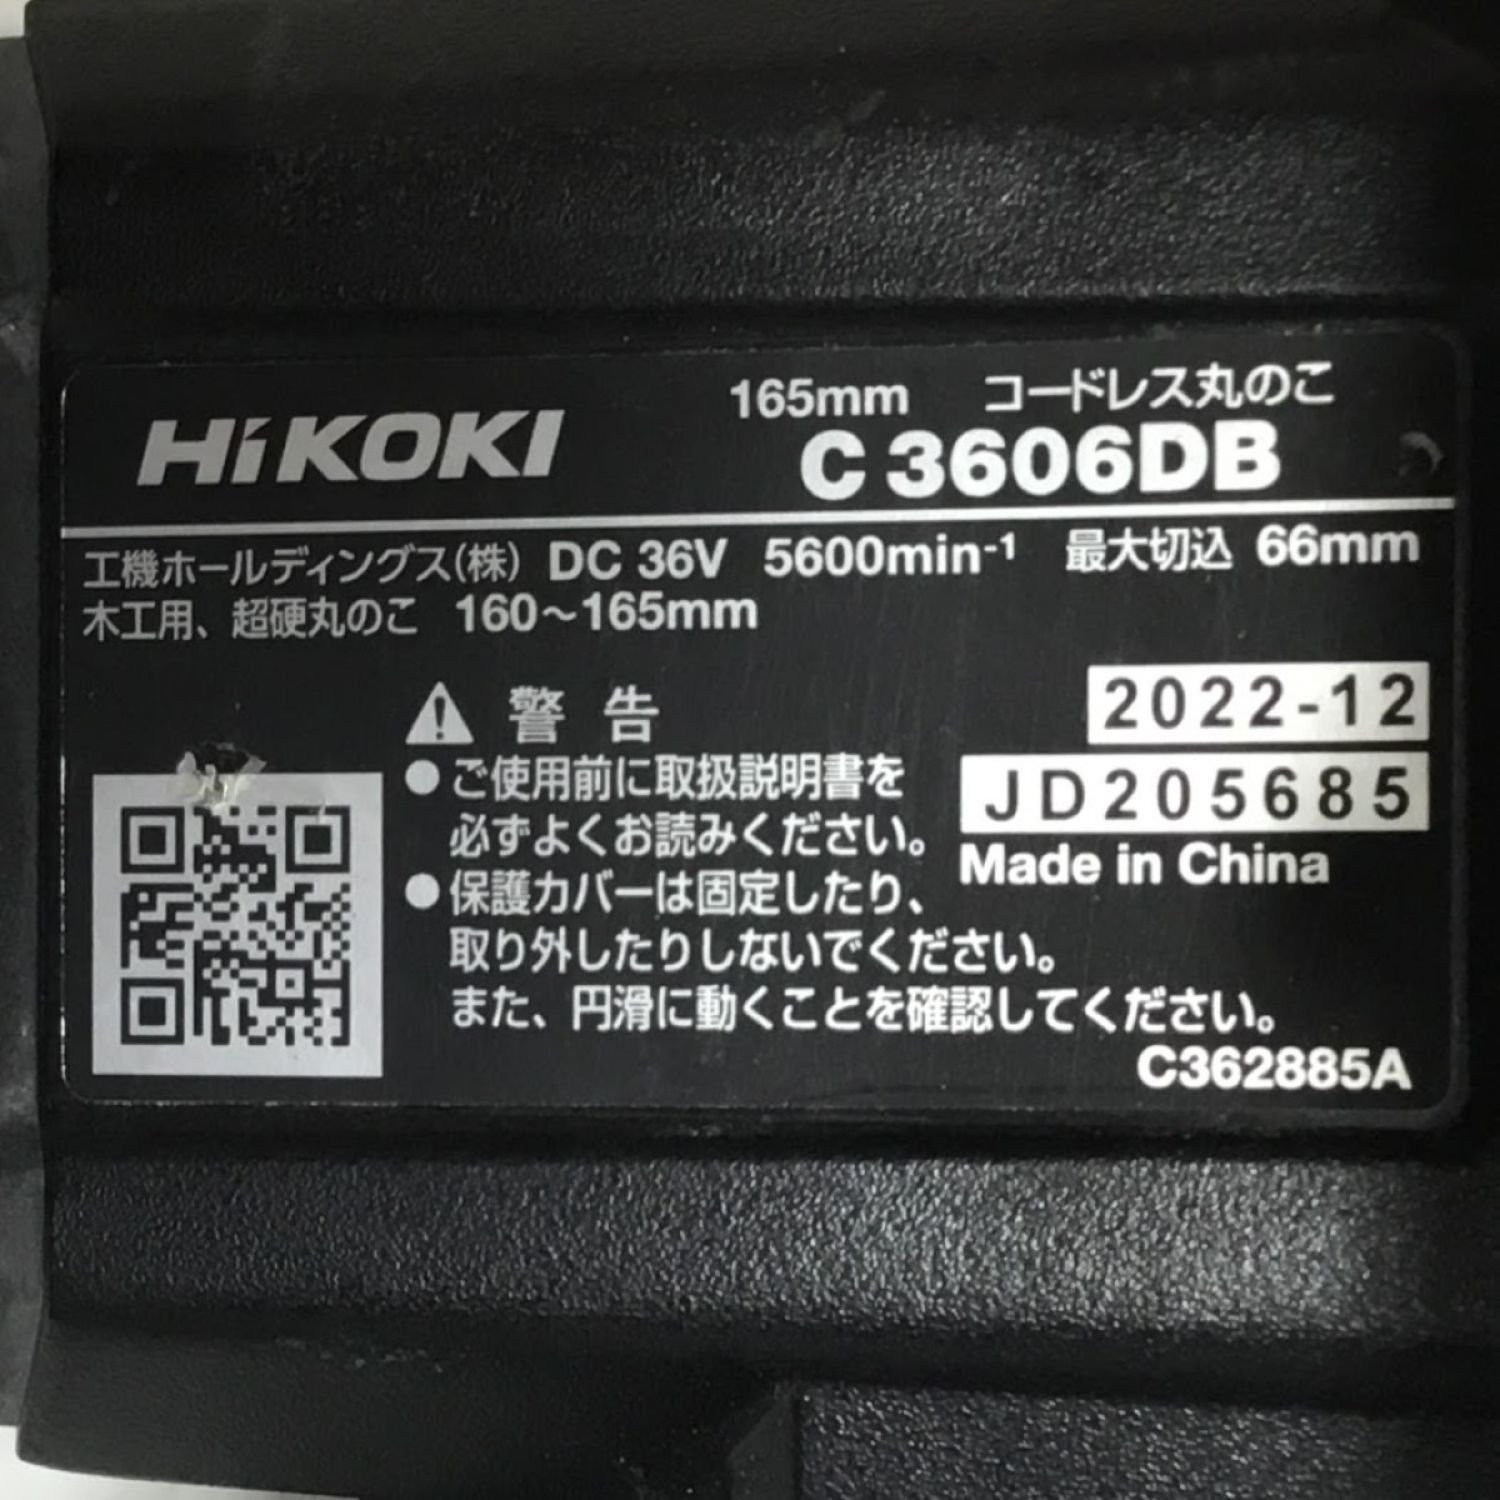 HiKOKI
165mm コードレス丸のこ
C 3606DB
工機ホールディングス(株) DC 36V 5600min⁻¹ 最大切込 66mm
木工用、超硬丸のこ 160～165mm
警告
●ご使用前に取扱説明書を
必ずよくお読みください。
●保護カバーは固定したり、
取り外したりしないでください。
また、円滑に動くことを確認してください。
2022-12
JD205685
Made in China
C362885A